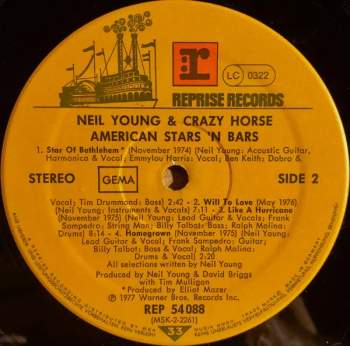 LC 0322
REPRISE RECORDS
NEIL YOUNG & CRAZY HORSE
AMERICAN STARS 'N BARS
1. Star Of Bethlehem* (November 1974) (Neil Young: Acoustic Guitar,
Harmonica & Vocal; Emmylou Harris: Vocal; Ben Keith: Dobro &
STEREO GEMA SIDE 2
Vocal; Tim Drummond: Bass) 2:42 - 2. Will To Love (May 1976)
(Neil Young: Instruments & Vocals) 7:11 - 3. Like A Hurricane
(November 1975) (Neil Young: Lead Guitar & Vocals; Frank
Sampedro: String Man; Billy Talbot: Bass; Ralph Molina:
Drums) 8:14 - 4. Homegrown (November 1975) (Neil Young:
Lead Guitar & Vocal; Frank Sampedro: Guitar;
Billy Talbot: Bass & Vocal; Ralph Molina:
Drums & Vocal) 2:20
All selections written by Neil Young
Produced by Neil Young & David Briggs
with Tim Mulligan
*Produced by Elliot Mazer
℗ 1977 Warner Bros. Records Inc.
REP 54 088
(MSK-2-2261)
33